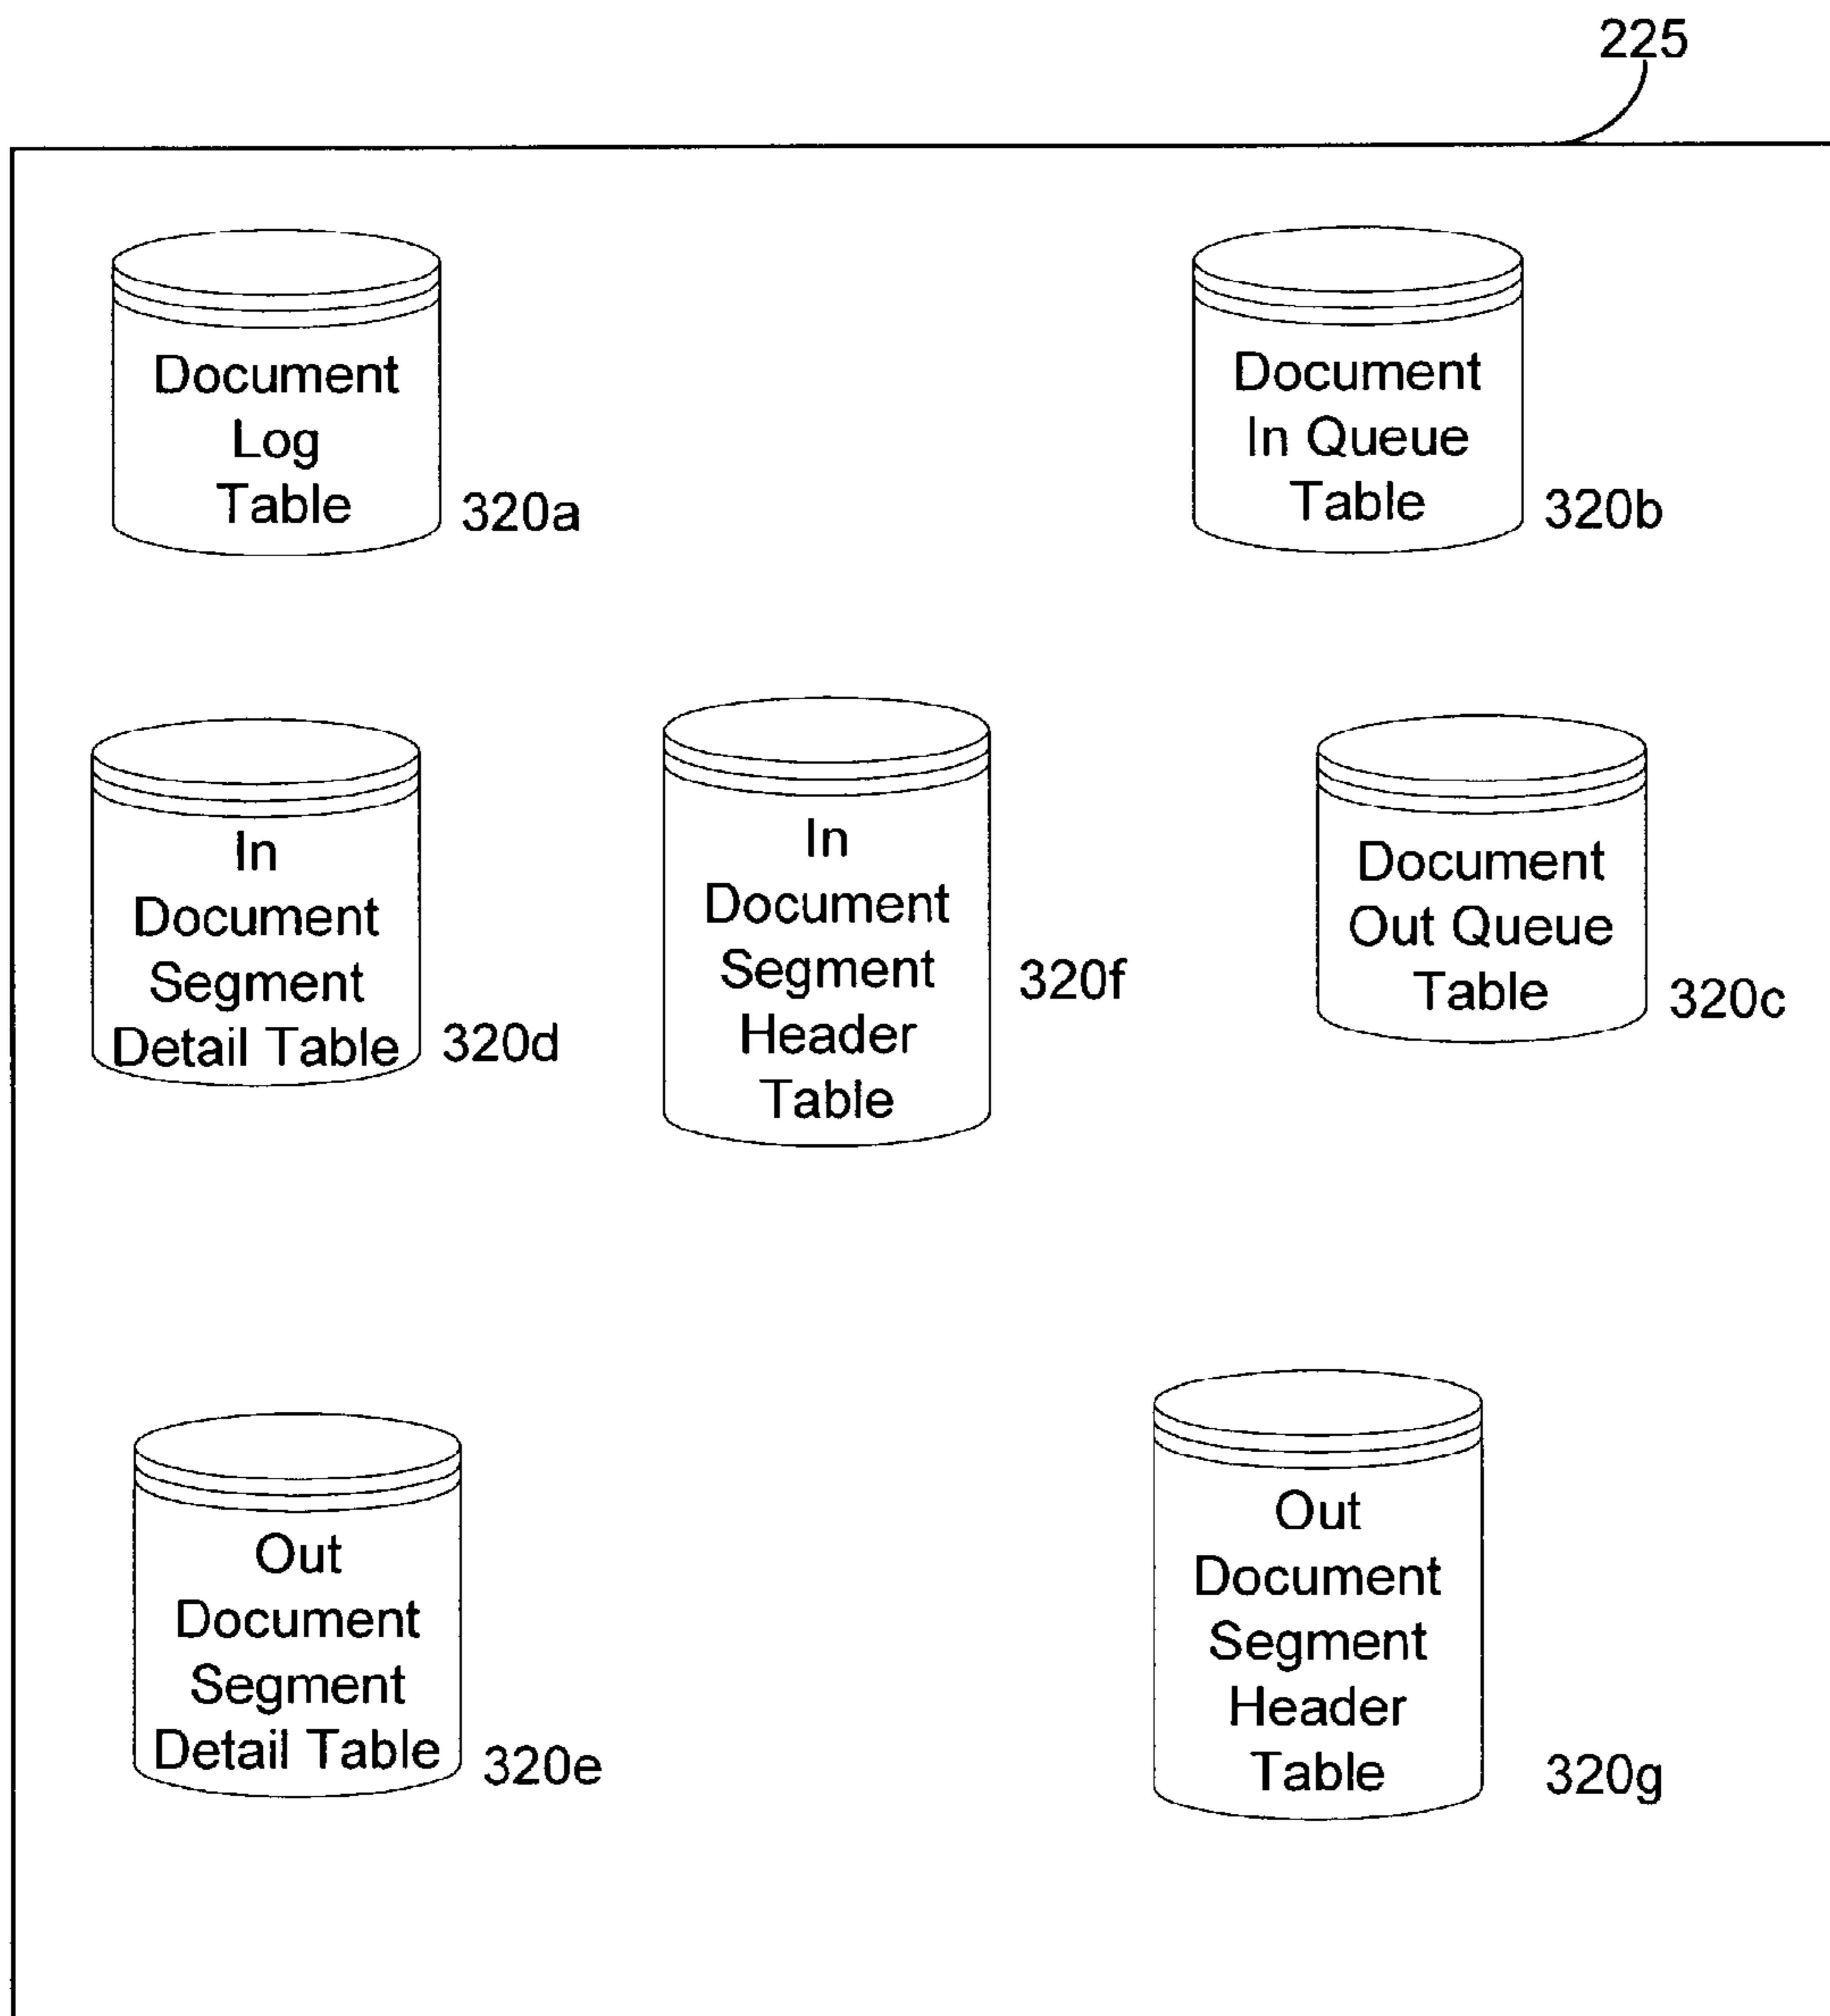 225
Document
Log
Table
320a
Document
In Queue
Table
320b
In
Document
Segment
Detail Table
320d
In
Document
Segment
Header
Table
320f
Document
Out Queue
Table
320c
Out
Document
Segment
Detail Table
320e
Out
Document
Segment
Header
Table
320g